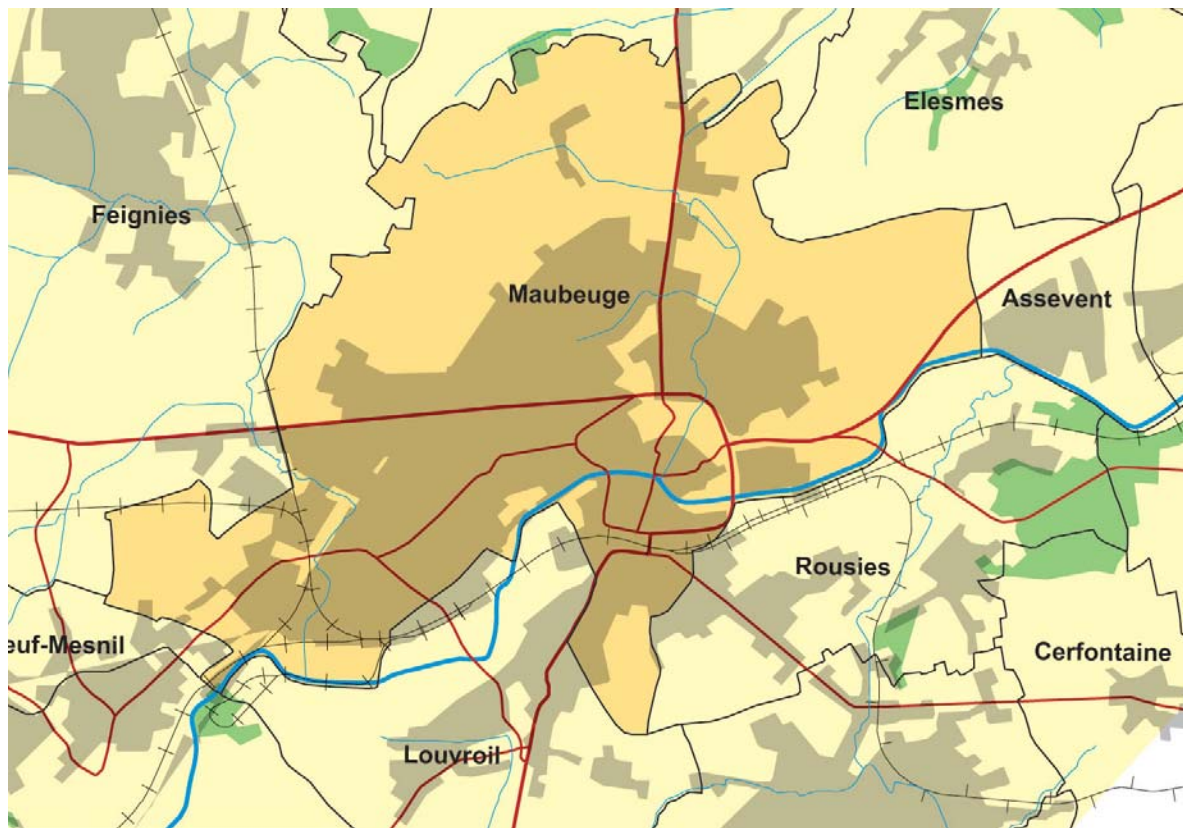 Elesmes
Feignies
Maubeuge
Assevent
Rousies
euf-Mesnil
Cerfontaine
Louvroil